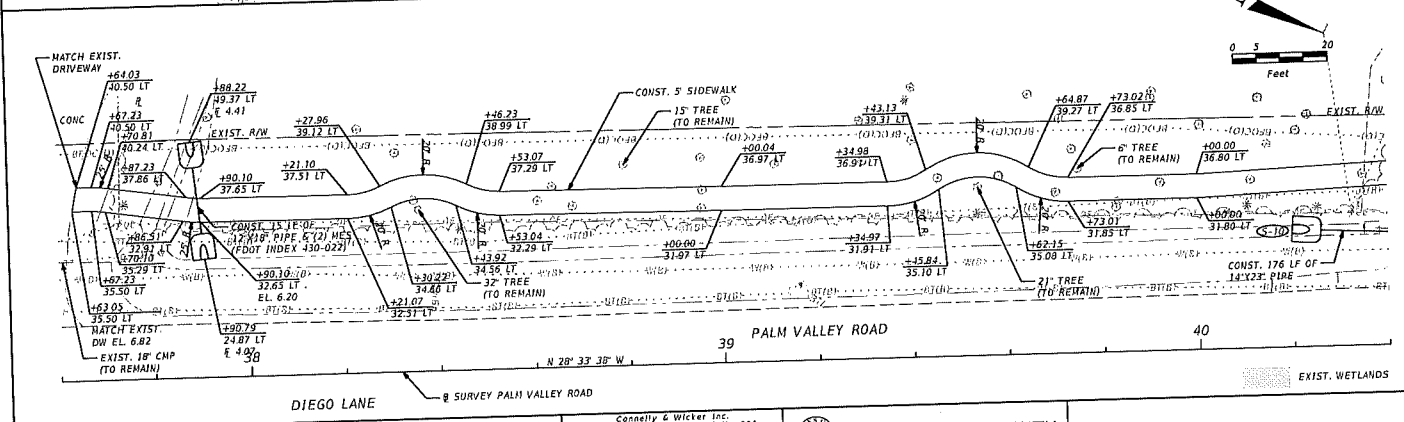 MATCH EXIST.
DRIVEWAY
+64.03
40.50 LT
CONC
+67.23
40.50 LT
+70.81
40.24 LT
+87.23
37.86 LT
+88.22
49.37 LT
4.41
EXIST. R/W
+90.10
37.65 LT
+21.10
37.51 LT
+27.96
39.12 LT
20' R
+46.23
38.99 LT
+53.07
37.29 LT
CONST. 5' SIDEWALK
15" TREE
(TO REMAIN)
+00.04
36.97 LT
+34.98
36.91 LT
+43.13
39.31 LT
20' R
+64.87
39.27 LT
+73.02
36.85 LT
6" TREE
(TO REMAIN)
+00.00
36.80 LT
EXIST. R/W
0 5 20
Feet
25' R
CONST. 15 LF OF
12"X18" PIPE & (2) MES
(FDOT INDEX 430-022)
+86.51
32.91 LT
+70.10
35.29 LT
+67.23
35.50 LT
+63.05
35.50 LT
MATCH EXIST.
DW EL. 6.82
EXIST. 18" CMP
(TO REMAIN)
+90.10
32.65 LT
EL. 6.20
+90.79
24.87 LT
4.07
20' R
+21.07
32.51 LT
+30.22
34.80 LT
+43.92
34.56 LT
20' R
+53.04
32.29 LT
32" TREE
(TO REMAIN)
+00.00
31.97 LT
+34.97
31.91 LT
20' R
+45.84
35.10 LT
+62.15
35.08 LT
20' R
+73.01
31.85 LT
21" TREE
(TO REMAIN)
+00.00
31.80 LT
S-10
CONST. 176 LF OF
14"X23" PIPE
BFOC(D)
W(B)
BT(B)
PALM VALLEY ROAD
38
39
40
N 28° 33' 38" W
SURVEY PALM VALLEY ROAD
DIEGO LANE
EXIST. WETLANDS
Connelly & Wicker Inc.